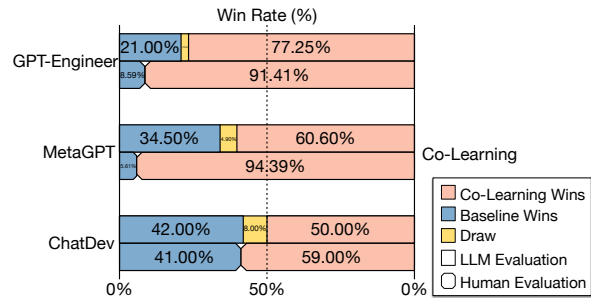 Win Rate (%)
GPT-Engineer
21.00%
77.25%
8.59%
91.41%
MetaGPT
34.50%
4.90%
60.60%
5.61%
94.39%
Co-Learning
ChatDev
42.00%
8.00%
50.00%
41.00%
59.00%
Co-Learning Wins
Baseline Wins
Draw
LLM Evaluation
Human Evaluation
0%
50%
0%